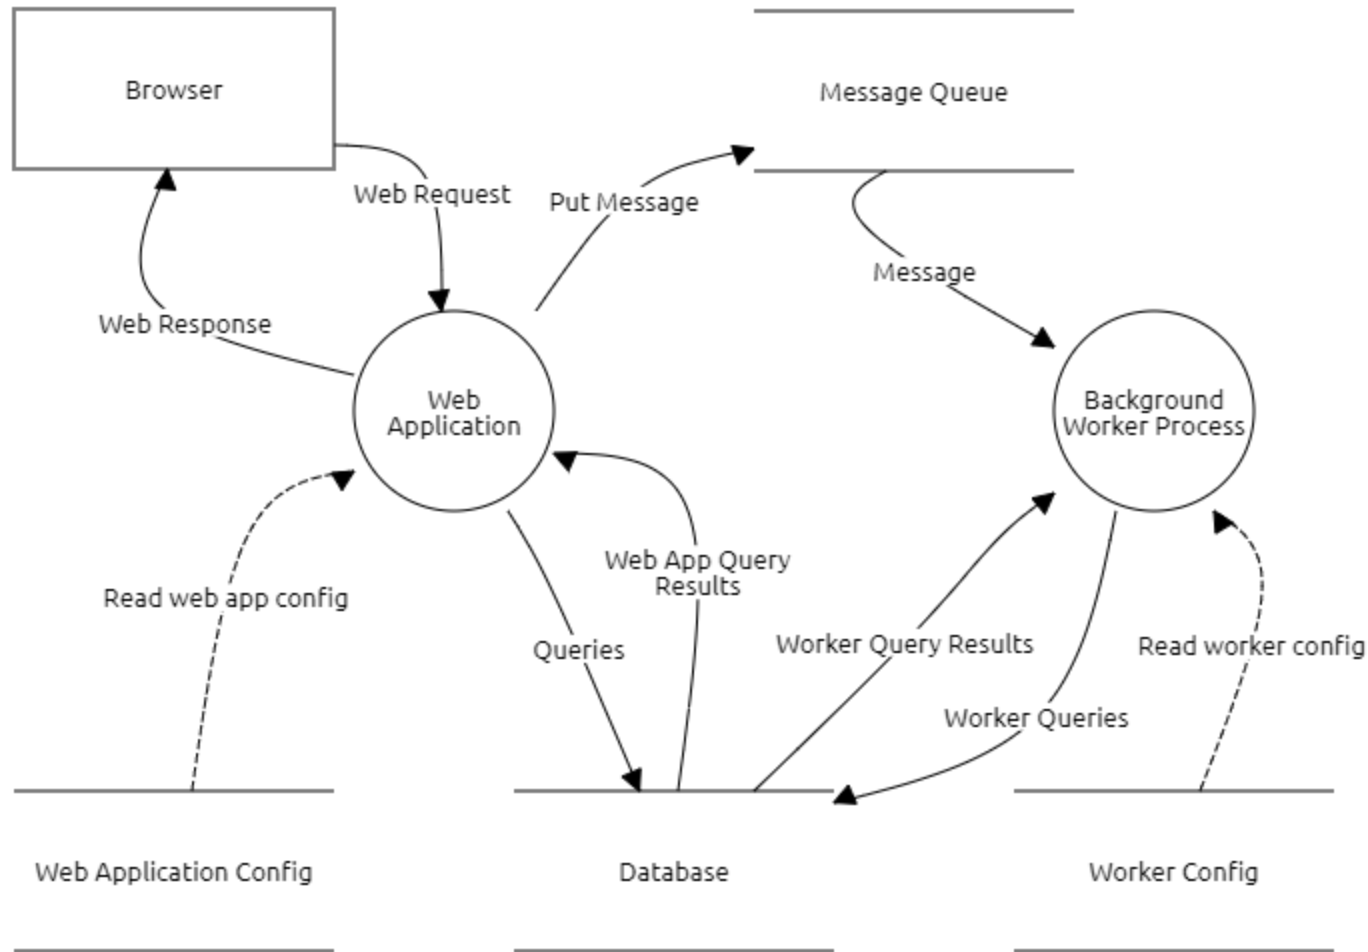 Browser
Message Queue
Web Request
Put Message
Message
Web Response
Web
Application
Background
Worker Process
Web App Query
Results
Read web app config
Queries
Worker Query Results
Read worker config
Worker Queries
Web Application Config
Database
Worker Config